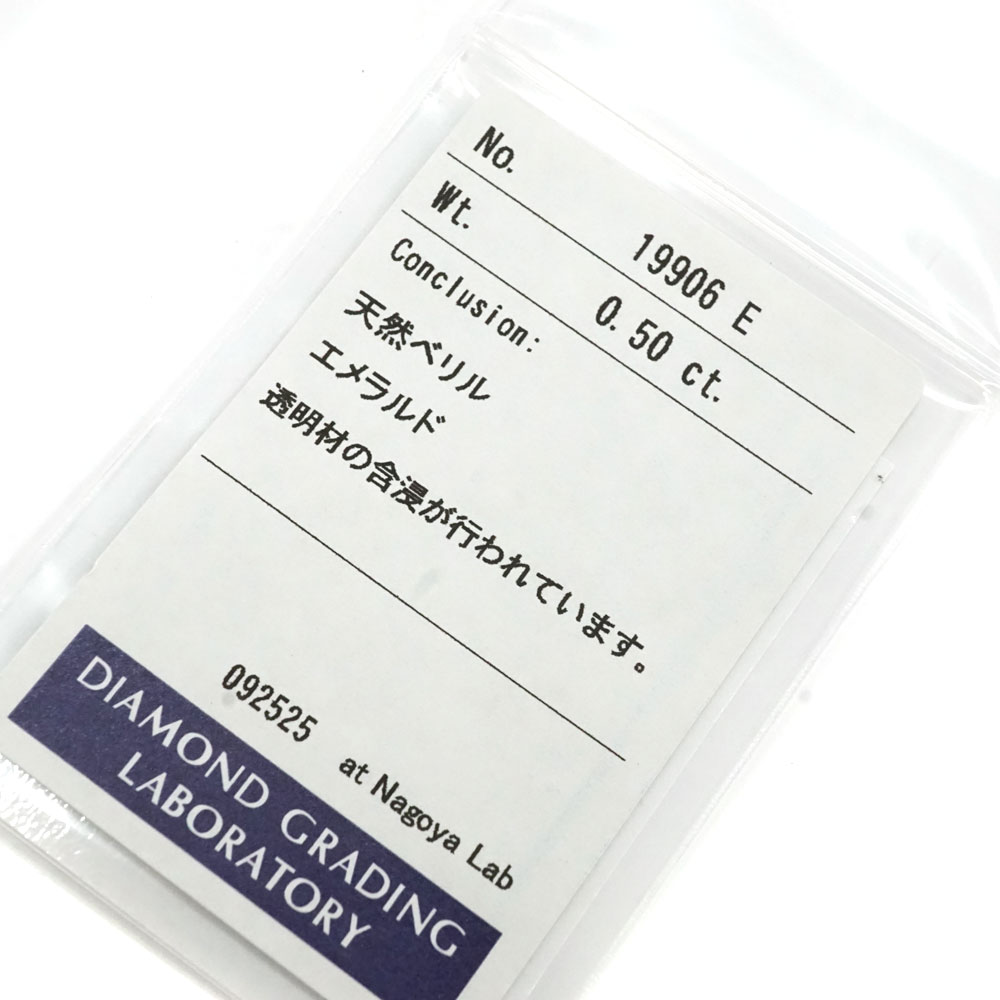 No. 19906 E
Wt. 0.50 ct.
Conclusion:
天然ベリル
エメラルド
透明材の含浸が行われています。
092525 at Nagoya Lab
DIAMOND GRADING
LABORATORY